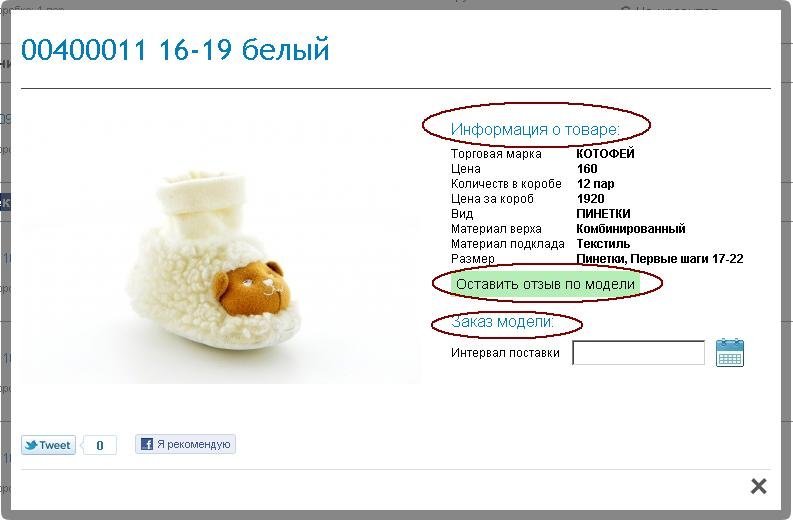 00400011 16-19 белый
Информация о товаре:
Торговая марка КОТОФЕЙ
Цена 160
Количеств в коробе 12 пар
Цена за короб 1920
Вид ПИНЕТКИ
Материал верха Комбинированный
Материал подклада Текстиль
Размер Пинетки, Первые шаги 17-22
Оставить отзыв по модели
Заказ модели:
Интервал поставки
Tweet 0 Я рекомендую